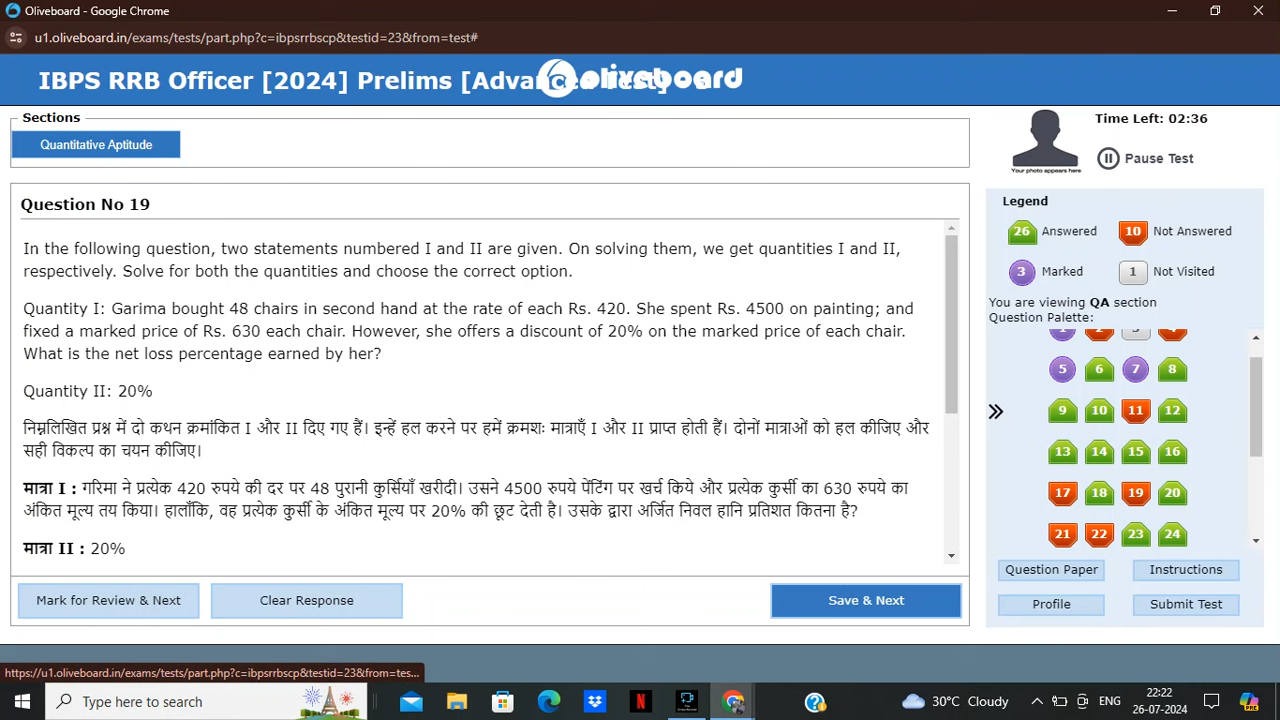 Oliveboard - Google Chrome
u1.oliveboard.in/exams/tests/part.php?c=ibpsrrbscp&testid=23&from=test#
IBPS RRB Officer [2024] Prelims [Advanced Test]
oliveboard
Sections
Quantitative Aptitude
Your photo appears here
Time Left: 02:36
Pause Test
Question No 19
In the following question, two statements numbered I and II are given. On solving them, we get quantities I and II,
respectively. Solve for both the quantities and choose the correct option.
Quantity I: Garima bought 48 chairs in second hand at the rate of each Rs. 420. She spent Rs. 4500 on painting; and
fixed a marked price of Rs. 630 each chair. However, she offers a discount of 20% on the marked price of each chair.
What is the net loss percentage earned by her?
Quantity II: 20%
निम्नलिखित प्रश्न में दो कथन क्रमांकित I और II दिए गए हैं। इन्हें हल करने पर हमें क्रमशः मात्राएँ I और II प्राप्त होती हैं। दोनों मात्राओं को हल कीजिए और
सही विकल्प का चयन कीजिए।
मात्रा I : गरिमा ने प्रत्येक 420 रुपये की दर पर 48 पुरानी कुर्सियाँ खरीदी। उसने 4500 रुपये पेंटिंग पर खर्च किये और प्रत्येक कुर्सी का 630 रुपये का
अंकित मूल्य तय किया। हालाँकि, वह प्रत्येक कुर्सी के अंकित मूल्य पर 20% की छूट देती है। उसके द्वारा अर्जित निवल हानि प्रतिशत कितना है?
मात्रा II : 20%
Mark for Review & Next
Clear Response
Save & Next
Legend
26 Answered
10 Not Answered
3 Marked
1 Not Visited
You are viewing QA section
Question Palette:
1 2 3 4
5 6 7 8
9 10 11 12
13 14 15 16
17 18 19 20
21 22 23 24
Question Paper
Instructions
Profile
Submit Test
https://u1.oliveboard.in/exams/tests/part.php?c=ibpsrrbscp&testid=23&from=tes...
Type here to search
30°C Cloudy
ENG
22:22
26-07-2024